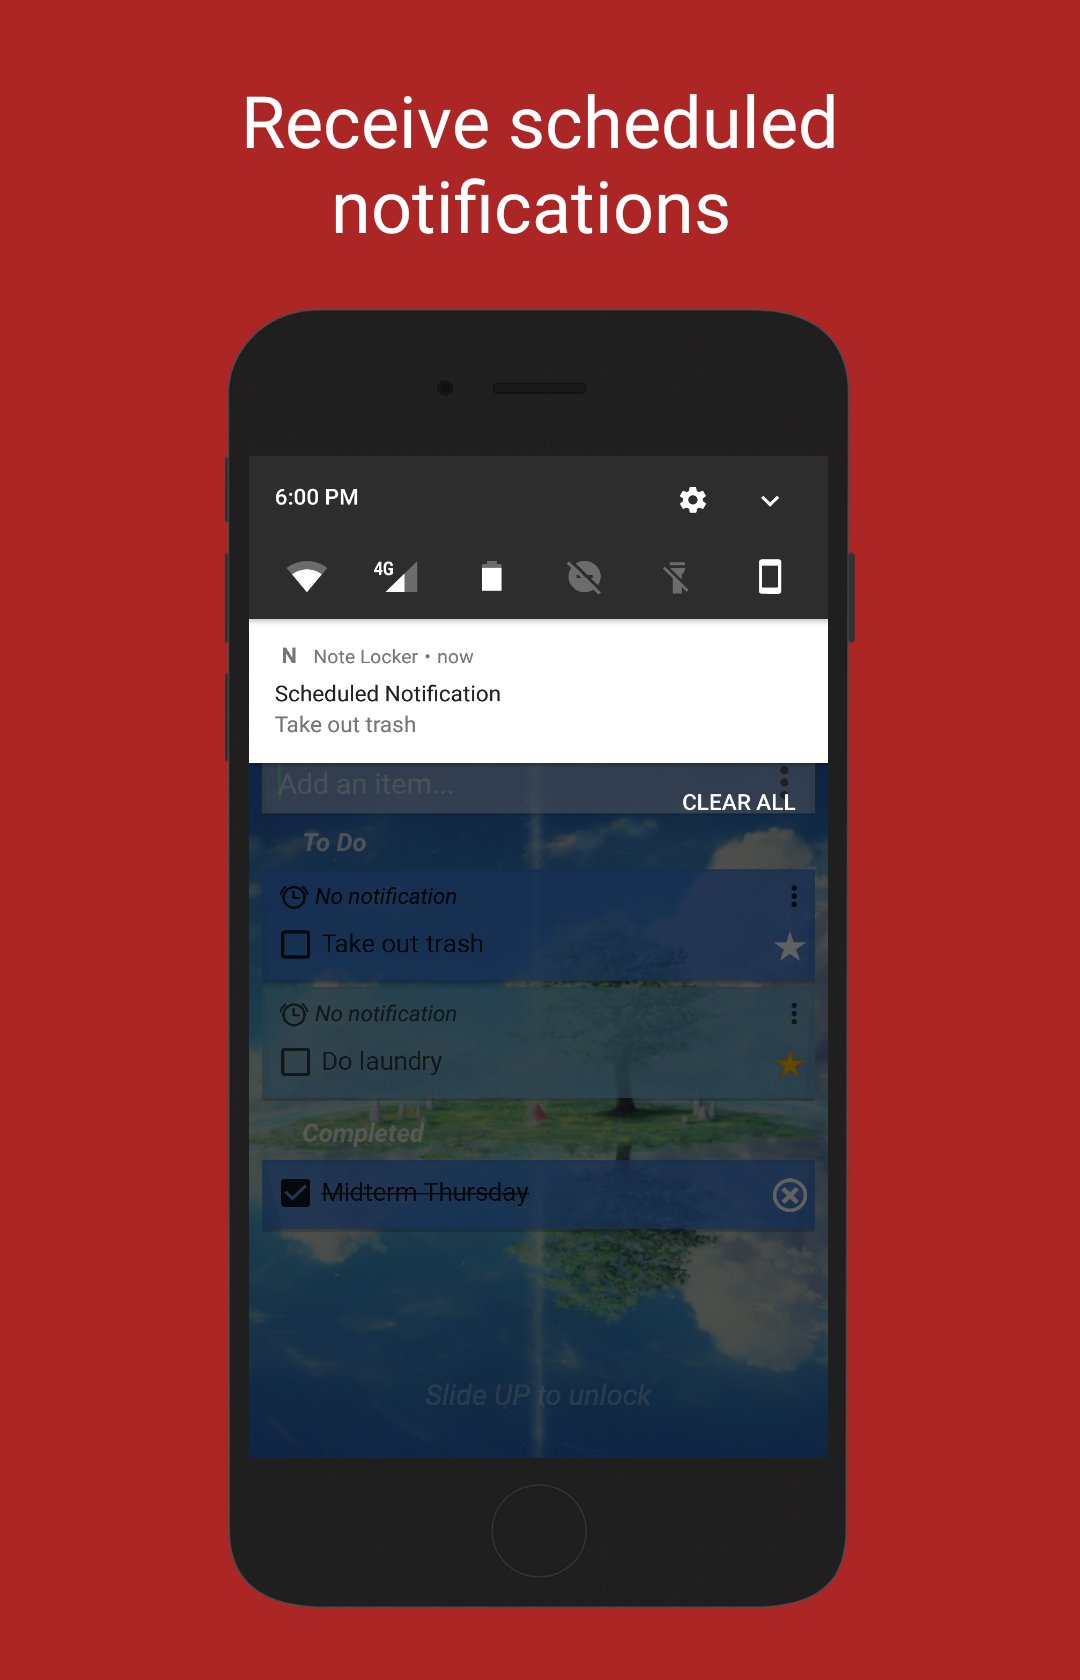 Receive scheduled
notifications
6:00 PM
4G
N Note Locker • now
Scheduled Notification
Take out trash
Add an item...
CLEAR ALL
To Do
No notification
Take out trash
No notification
Do laundry
Completed
Midterm Thursday
Slide UP to unlock